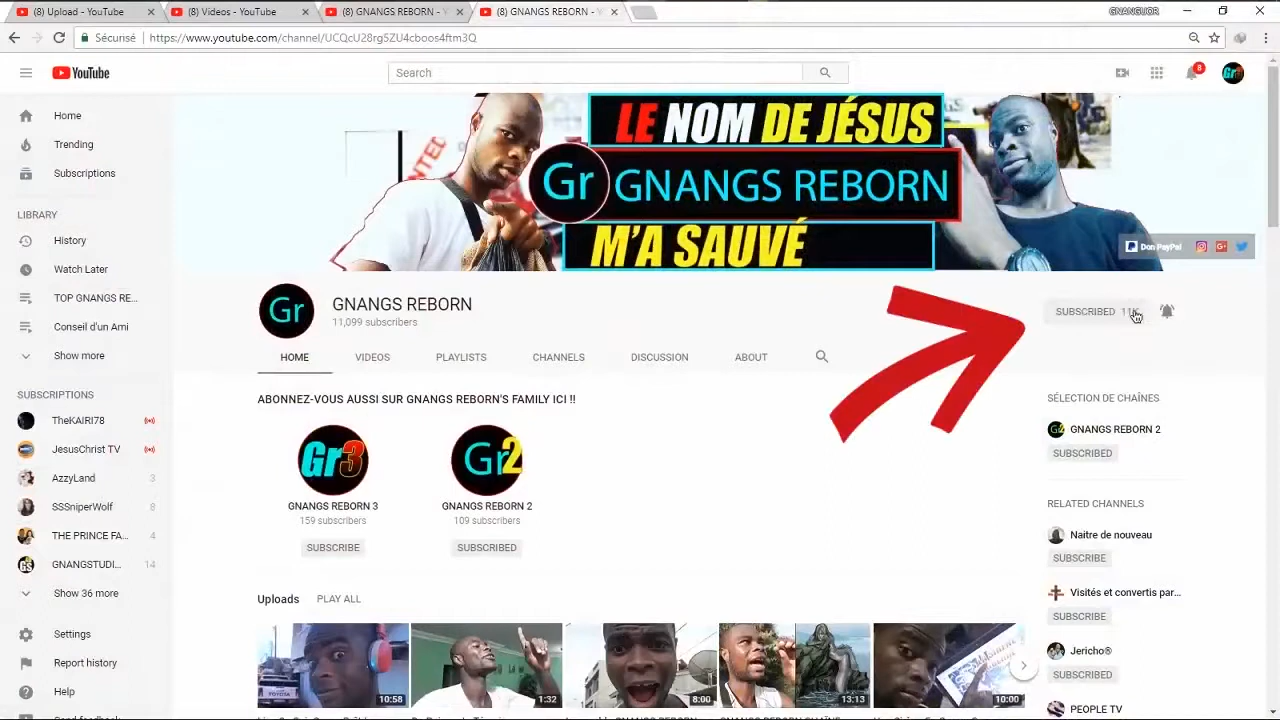 (8) Upload - YouTube
(8) Videos - YouTube
(8) GNANGS REBORN - Y
(8) GNANGS REBORN - Y
GNANGUOR
Sécurisé
https://www.youtube.com/channel/UCQcU28rg5ZU4cboos4ftm3Q
YouTube
Search
8
Gr
Home
Trending
Subscriptions
LIBRARY
History
Watch Later
TOP GNANGS RE...
Conseil d'un Ami
Show more
SUBSCRIPTIONS
TheKAIRI78
JesusChrist TV
AzzyLand 3
SSSniperWolf 8
THE PRINCE FA... 4
GNANGSTUDI... 14
Show 36 more
Settings
Report history
Help
Send feedback
LE NOM DE JÉSUS
Gr GNANGS REBORN
M'A SAUVÉ
Don PayPal
Gr
GNANGS REBORN
11,099 subscribers
SUBSCRIBED
HOME
VIDEOS
PLAYLISTS
CHANNELS
DISCUSSION
ABOUT
ABONNEZ-VOUS AUSSI SUR GNANGS REBORN'S FAMILY ICI !!
Gr3
GNANGS REBORN 3
159 subscribers
SUBSCRIBE
Gr2
GNANGS REBORN 2
109 subscribers
SUBSCRIBED
Uploads
PLAY ALL
10:58
1:32
8:00
13:13
10:00
SÉLECTION DE CHAÎNES
GNANGS REBORN 2
SUBSCRIBED
RELATED CHANNELS
Naitre de nouveau
SUBSCRIBE
Visités et convertis par...
SUBSCRIBE
Jericho®
SUBSCRIBED
PEOPLE TV